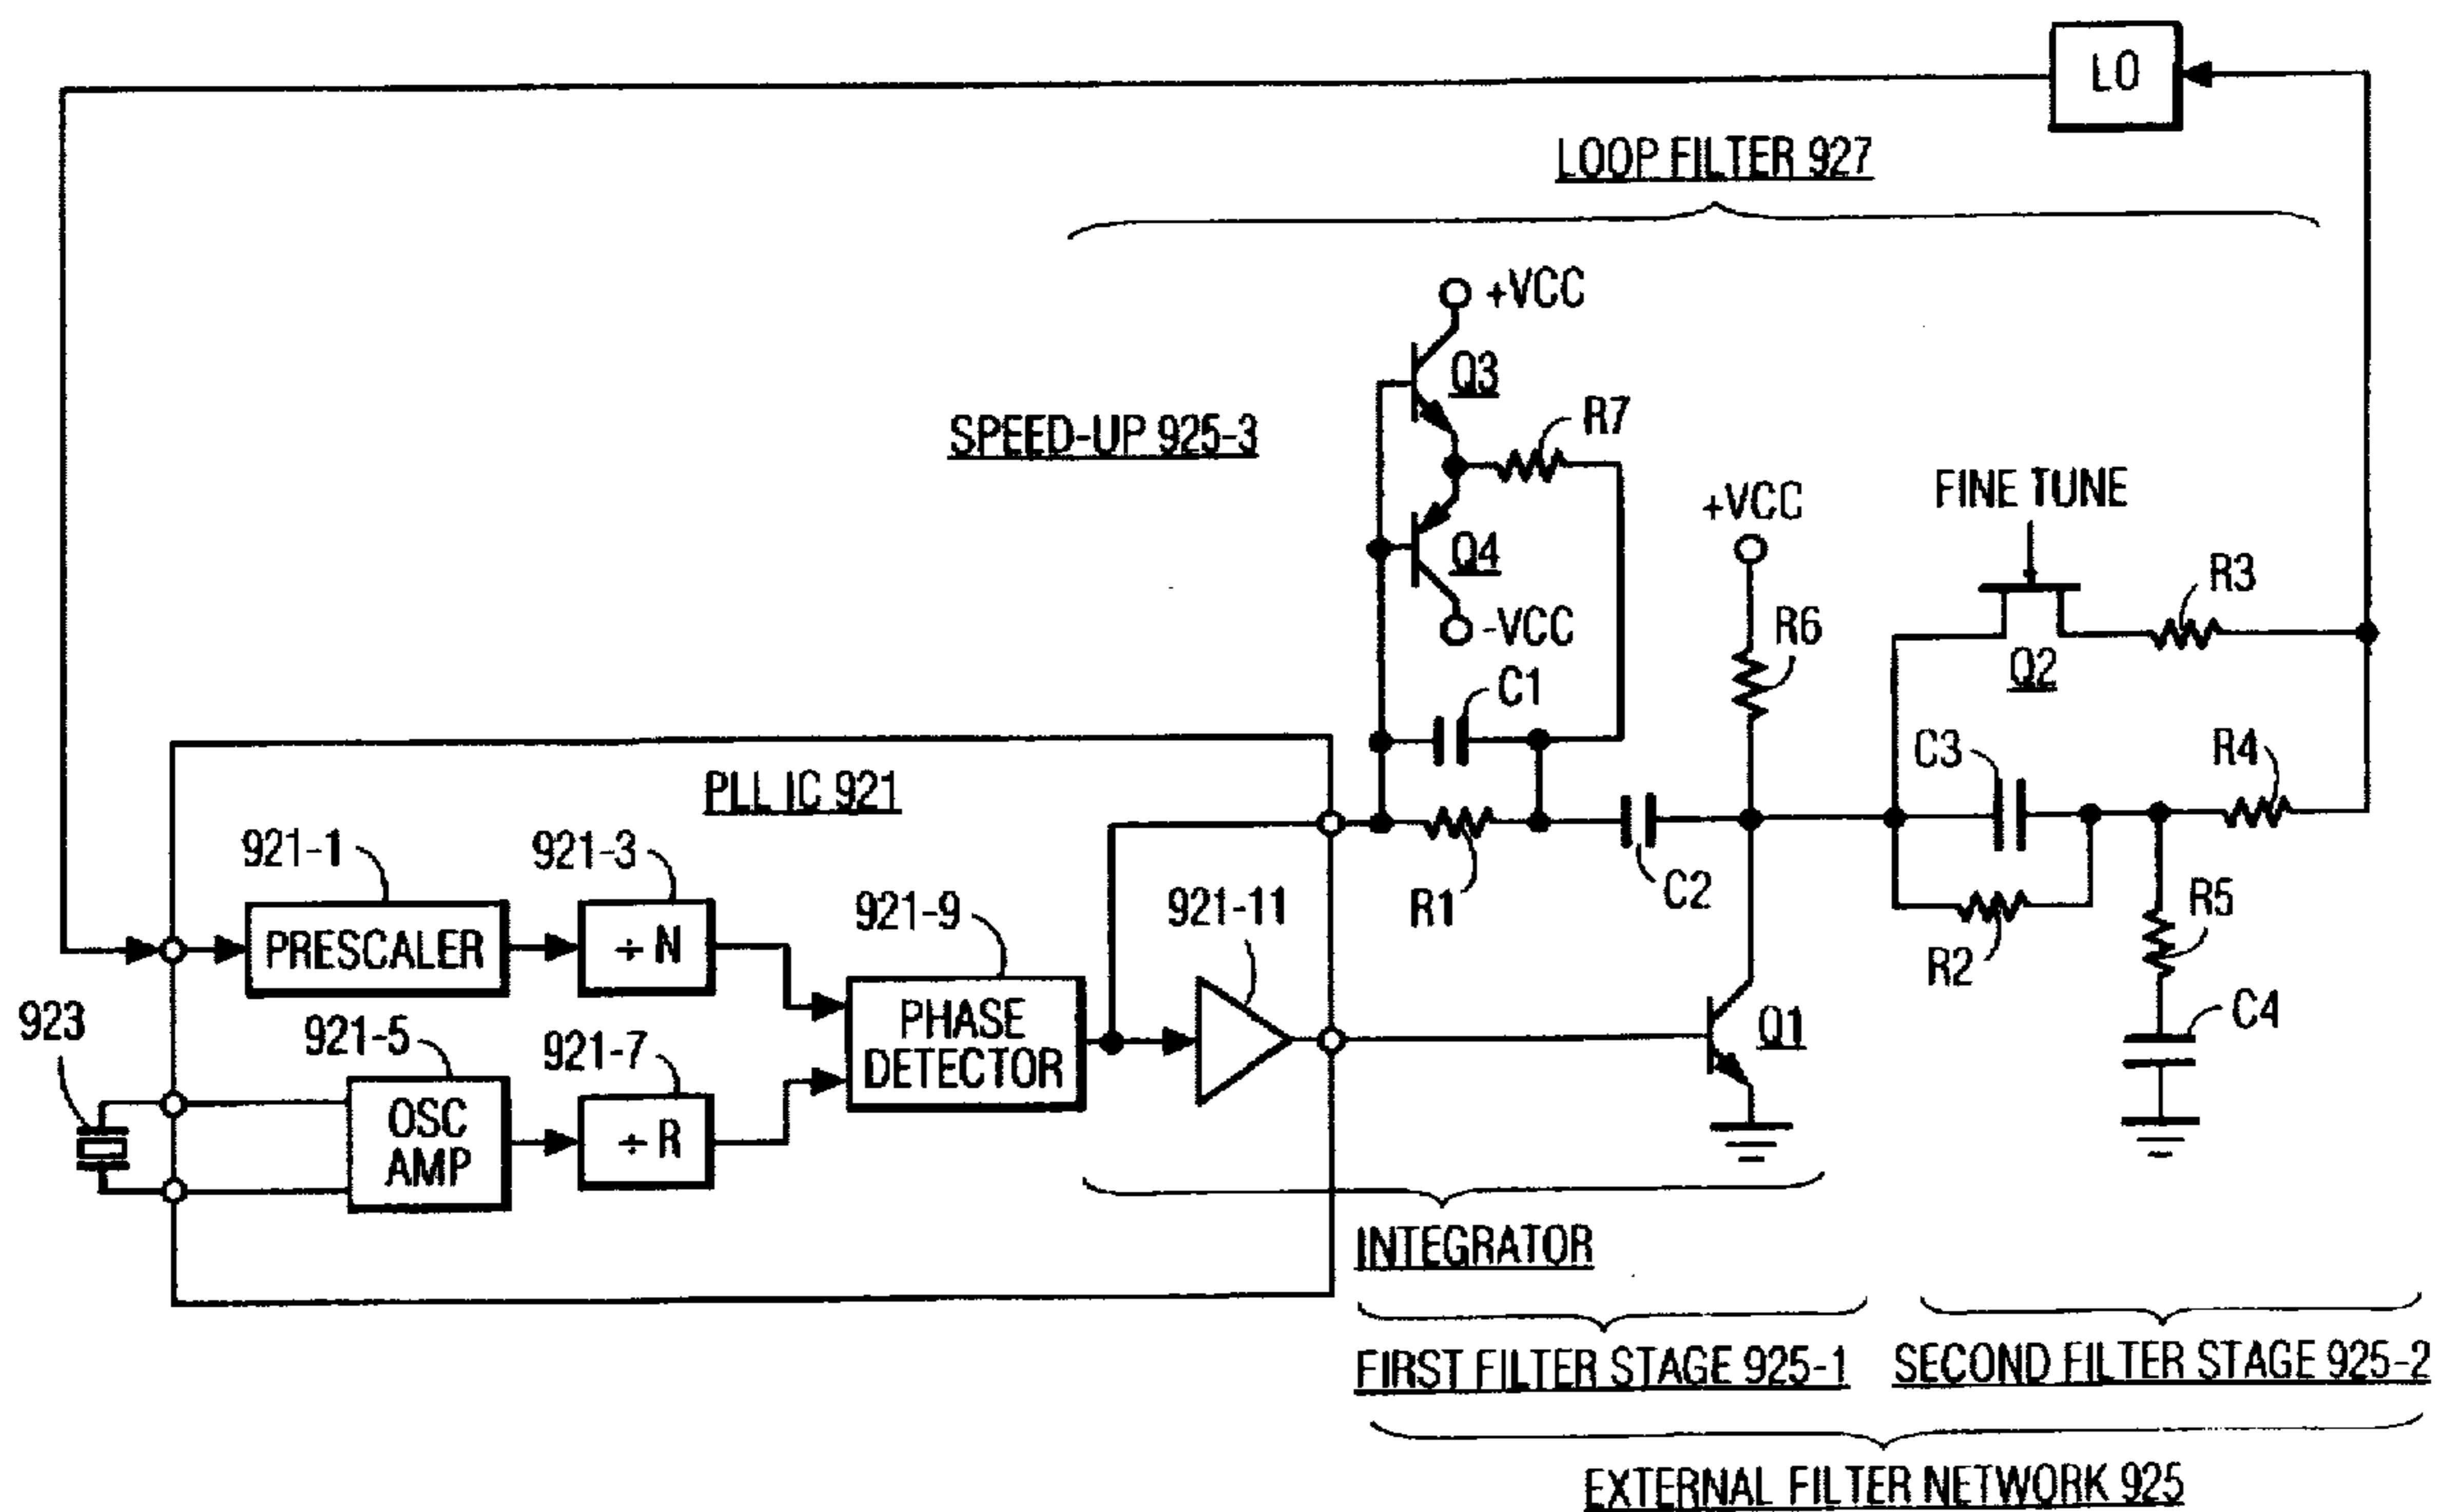 LO
LOOP FILTER 927
+VCC
Q3
SPEED-UP 925-3
R7
FINE TUNE
+VCC
Q4
R3
-VCC
R6
Q2
C1
C3
R4
PLL IC 921
921-1
921-3
921-9
921-11
R1
C2
R2
R5
PRESCALER
÷ N
923
921-5
921-7
PHASE
DETECTOR
Q1
C4
OSC
AMP
÷ R
INTEGRATOR
FIRST FILTER STAGE 925-1
SECOND FILTER STAGE 925-2
EXTERNAL FILTER NETWORK 925